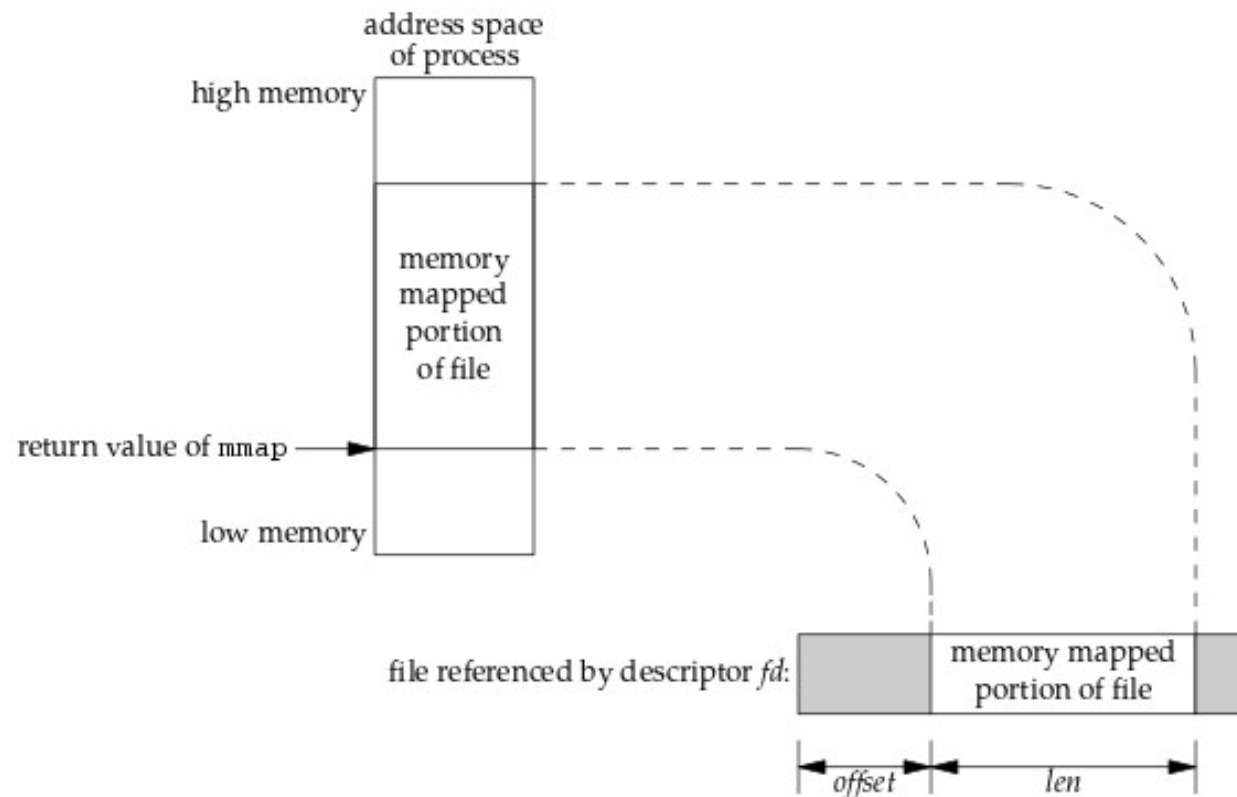 address space
of process
high memory
memory
mapped
portion
of file
return value of mmap
low memory
file referenced by descriptor fd:
memory mapped
portion of file
offset
len